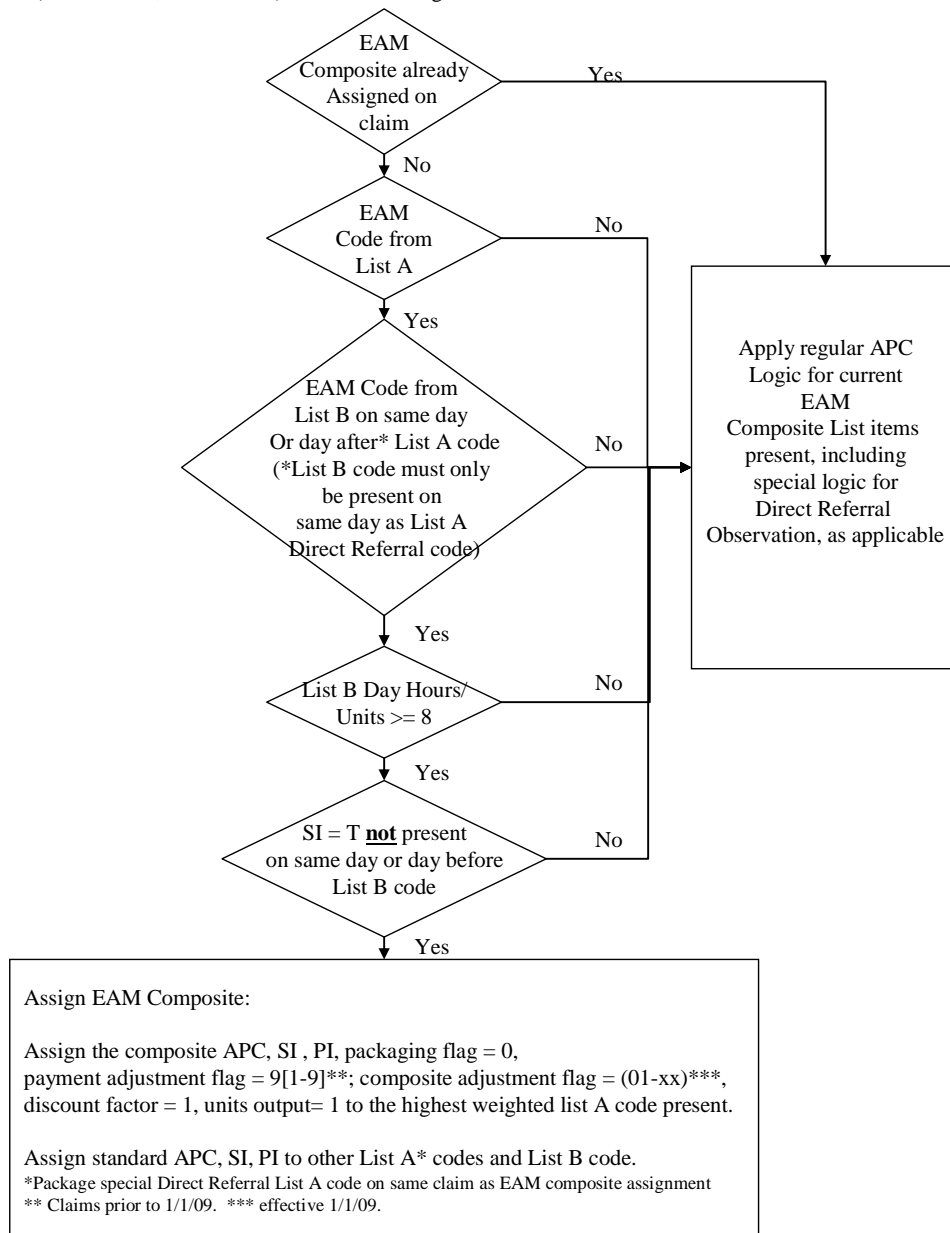 EAM
Composite already
Assigned on
claim
Yes
No
EAM
Code from
List A
No
Yes
EAM Code from
List B on same day
Or day after* List A code
(*List B code must only
be present on
same day as List A
Direct Referral code)
No
Yes
Apply regular APC
Logic for current
EAM
Composite List items
present, including
special logic for
Direct Referral
Observation, as applicable
List B Day Hours/
Units >= 8
No
Yes
SI = T not present
on same day or day before
List B code
No
Yes
Assign EAM Composite:
Assign the composite APC, SI , PI, packaging flag = 0,
payment adjustment flag = 9[1-9]**; composite adjustment flag = (01-xx)***,
discount factor = 1, units output= 1 to the highest weighted list A code present.
Assign standard APC, SI, PI to other List A* codes and List B code.
*Package special Direct Referral List A code on same claim as EAM composite assignment
** Claims prior to 1/1/09. *** effective 1/1/09.